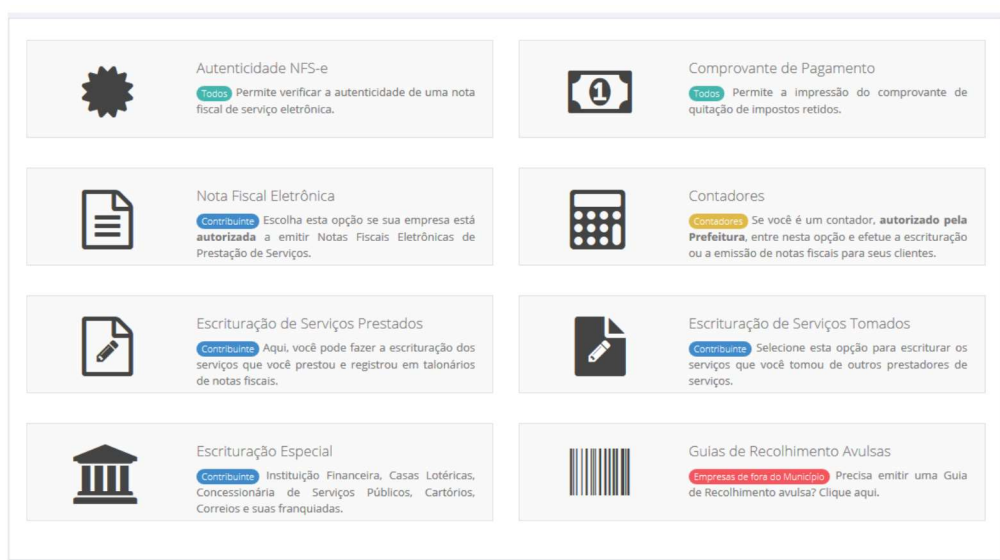 Autenticidade NFS-e
Todos Permite verificar a autenticidade de uma nota
fiscal de serviço eletrônica.
Comprovante de Pagamento
Todos Permite a impressão do comprovante de
quitação de impostos retidos.
Nota Fiscal Eletrônica
Contribuinte Escolha esta opção se sua empresa está
autorizada a emitir Notas Fiscais Eletrônicas de
Prestação de Serviços.
Contadores
Contadores Se você é um contador, autorizado pela
Prefeitura, entre nesta opção e efetue a escrituração
ou a emissão de notas fiscais para seus clientes.
Escrituração de Serviços Prestados
Contribuinte Aqui, você pode fazer a escrituração dos
serviços que você prestou e registrou em talonários
de notas fiscais.
Escrituração de Serviços Tomados
Contribuinte Selecione esta opção para escriturar os
serviços que você tomou de outros prestadores de
serviços.
Escrituração Especial
Contribuinte Instituição Financeira, Casas Lotéricas,
Concessionária de Serviços Públicos, Cartórios,
Correios e suas franquiadas.
Guias de Recolhimento Avulsas
Empresas de fora do Município Precisa emitir uma Guia
de Recolhimento avulsa? Clique aqui.
1